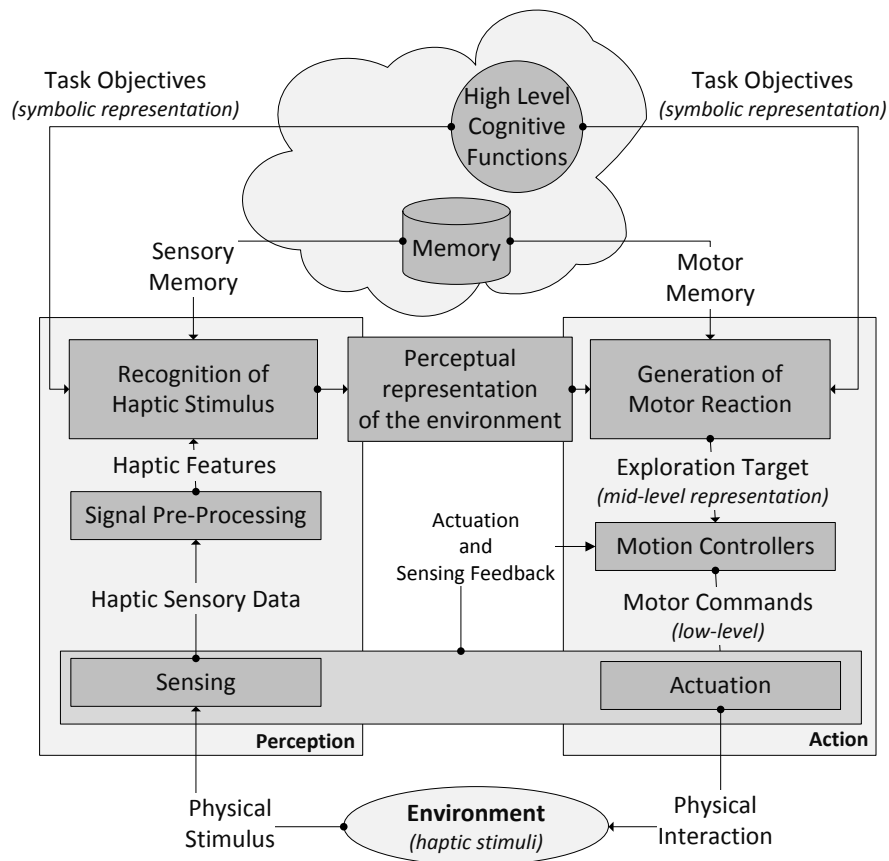 Task Objectives
(symbolic representation)
High Level
Cognitive
Functions
Task Objectives
(symbolic representation)
Memory
Sensory
Memory
Motor
Memory
Recognition of
Haptic Stimulus
Perceptual
representation
of the environment
Generation of
Motor Reaction
Haptic Features
Exploration Target
(mid-level representation)
Signal Pre-Processing
Actuation
and
Sensing Feedback
Motion Controllers
Haptic Sensory Data
Motor Commands
(low-level)
Sensing
Actuation
Perception
Action
Physical
Stimulus
Environment
(haptic stimuli)
Physical
Interaction